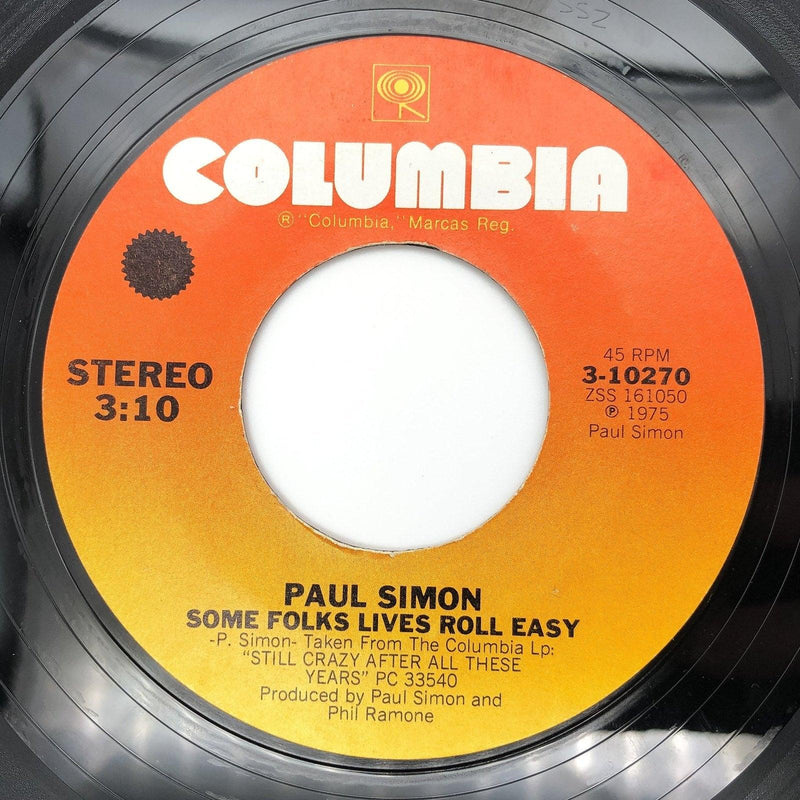 SS2
COLUMBIA
® "Columbia," Marcas Reg.
STEREO
3:10
45 RPM
3-10270
ZSS 161050
℗ 1975
Paul Simon
PAUL SIMON
SOME FOLKS LIVES ROLL EASY
-P. Simon- Taken From The Columbia Lp:
"STILL CRAZY AFTER ALL THESE
YEARS" PC 33540
Produced by Paul Simon and
Phil Ramone